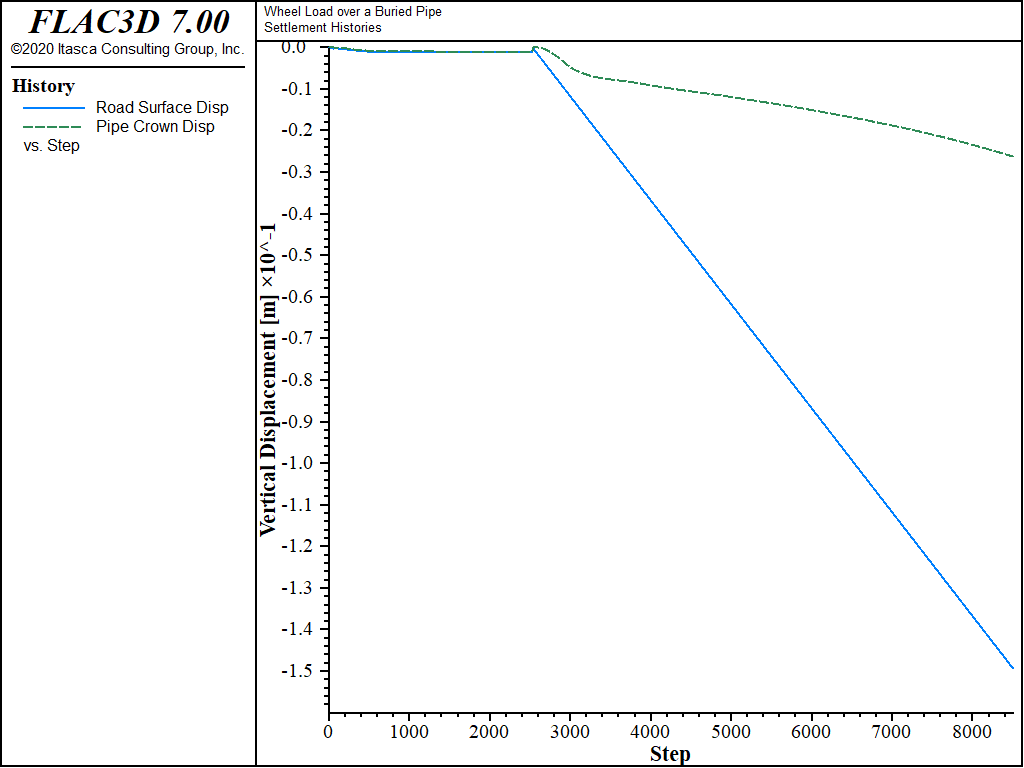 FLAC3D 7.00
©2020 Itasca Consulting Group, Inc.
Wheel Load over a Buried Pipe
Settlement Histories
History
Road Surface Disp
Pipe Crown Disp
vs. Step
Vertical Displacement [m] ×10^-1
0.0
-0.1
-0.2
-0.3
-0.4
-0.5
-0.6
-0.7
-0.8
-0.9
-1.0
-1.1
-1.2
-1.3
-1.4
-1.5
0 1000 2000 3000 4000 5000 6000 7000 8000
Step